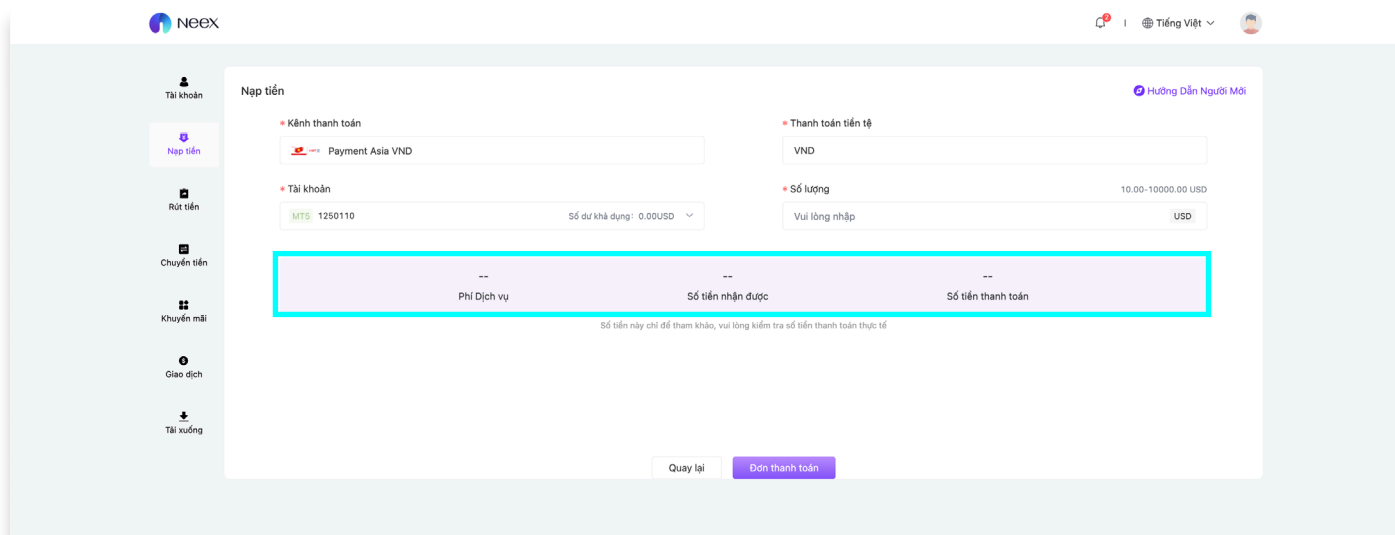 Neex
2
Tiếng Việt
Tài khoản
Nạp tiền
Rút tiền
Chuyển tiền
Khuyến mãi
Giao dịch
Tải xuống
Nạp tiền
Hướng Dẫn Người Mới
* Kênh thanh toán
* Thanh toán tiền tệ
Payment Asia VND
VND
* Tài khoản
* Số lượng
10.00-10000.00 USD
MT5 1250110
Số dư khả dụng: 0.00USD
Vui lòng nhập
USD
-- -- --
Phí Dịch vụ Số tiền nhận được Số tiền thanh toán
Số tiền này chỉ để tham khảo, vui lòng kiểm tra số tiền thanh toán thực tế
Quay lại
Đơn thanh toán